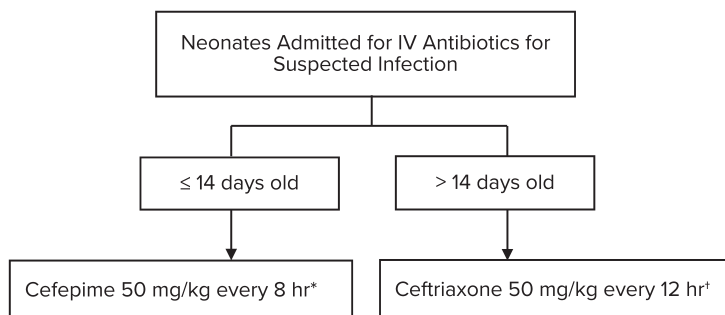 Neonates Admitted for IV Antibiotics for
Suspected Infection
≤ 14 days old
> 14 days old
Cefepime 50 mg/kg every 8 hr*
Ceftriaxone 50 mg/kg every 12 hr†